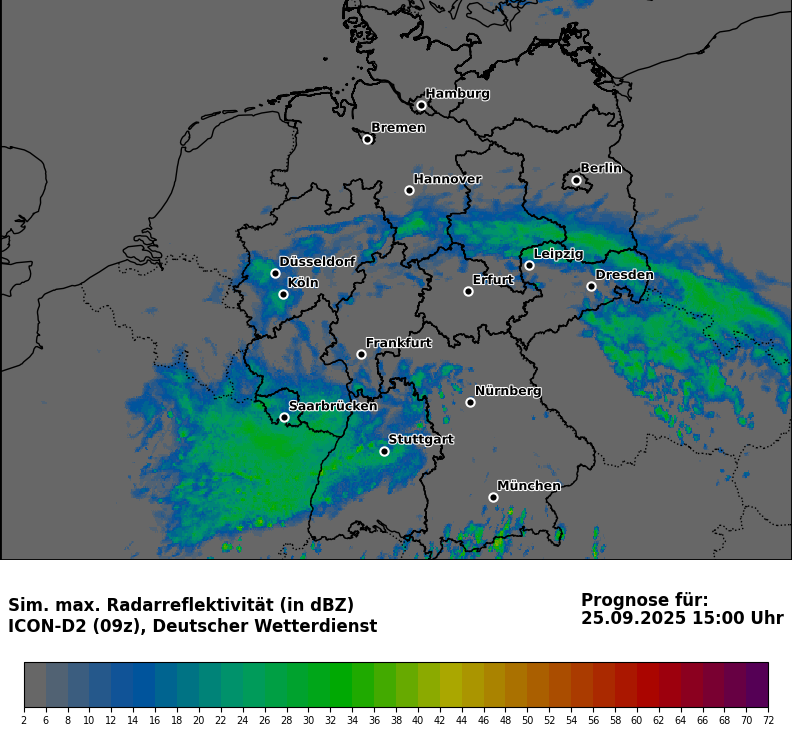 Hamburg
Bremen
Berlin
Hannover
Leipzig
Düsseldorf
Dresden
Köln
Erfurt
Frankfurt
Nürnberg
Saarbrücken
Stuttgart
München
Sim. max. Radarreflektivität (in dBZ)
ICON-D2 (09z), Deutscher Wetterdienst
Prognose für:
25.09.2025 15:00 Uhr
2 6 8 10 12 14 16 18 20 22 24 26 28 30 32 34 36 38 40 42 44 46 48 50 52 54 56 58 60 62 64 66 68 70 72